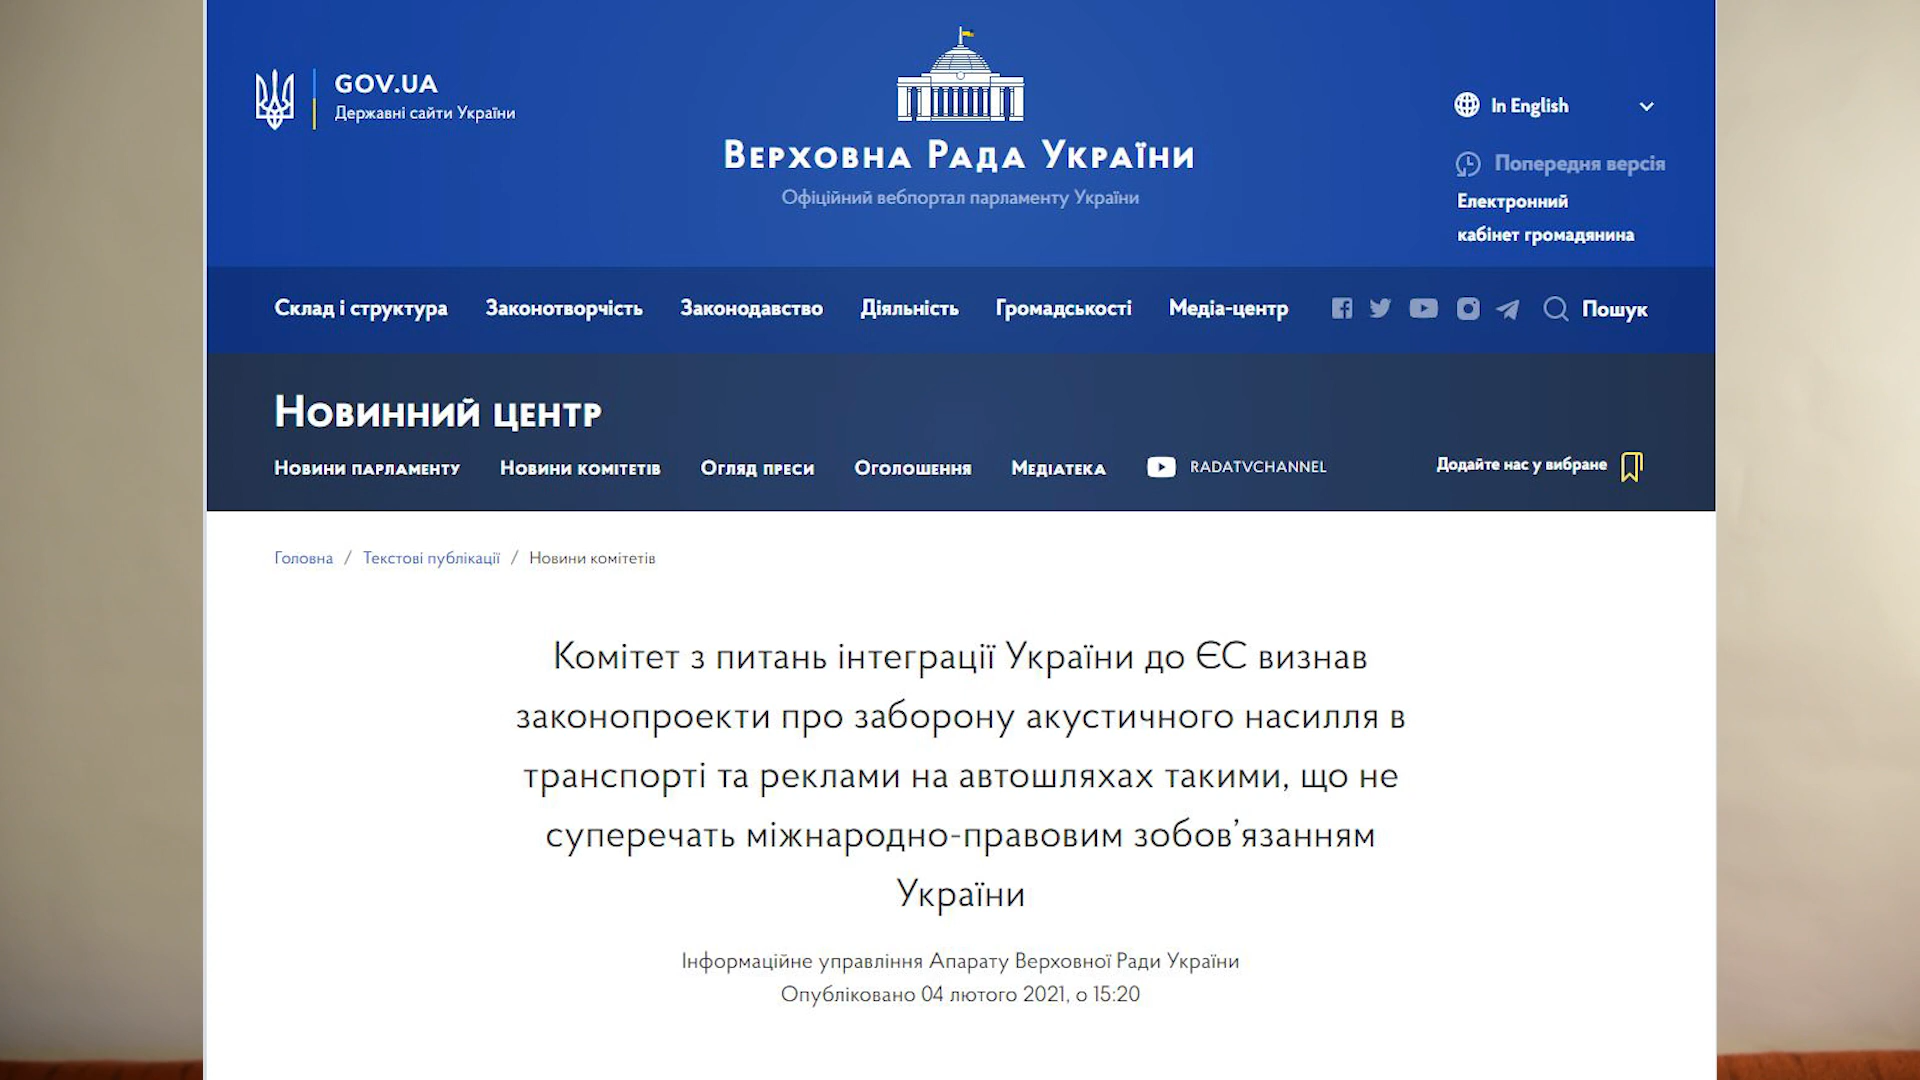 GOV.UA
Державні сайти України
Верховна Рада України
Офіційний вебпортал парламенту України
In English
Попередня версія
Електронний
кабінет громадянина
Склад і структура Законотворчість Законодавство Діяльність Громадськості Медіа-центр Пошук
Новинний центр
Новини парламенту Новини комітетів Огляд преси Оголошення Медіатека RADATVCHANNEL Додайте нас у вибране
Головна / Текстові публікації / Новини комітетів
Комітет з питань інтеграції України до ЄС визнав
законопроекти про заборону акустичного насилля в
транспорті та реклами на автошляхах такими, що не
суперечать міжнародно-правовим зобов’язанням
України
Інформаційне управління Апарату Верховної Ради України
Опубліковано 04 лютого 2021, о 15:20